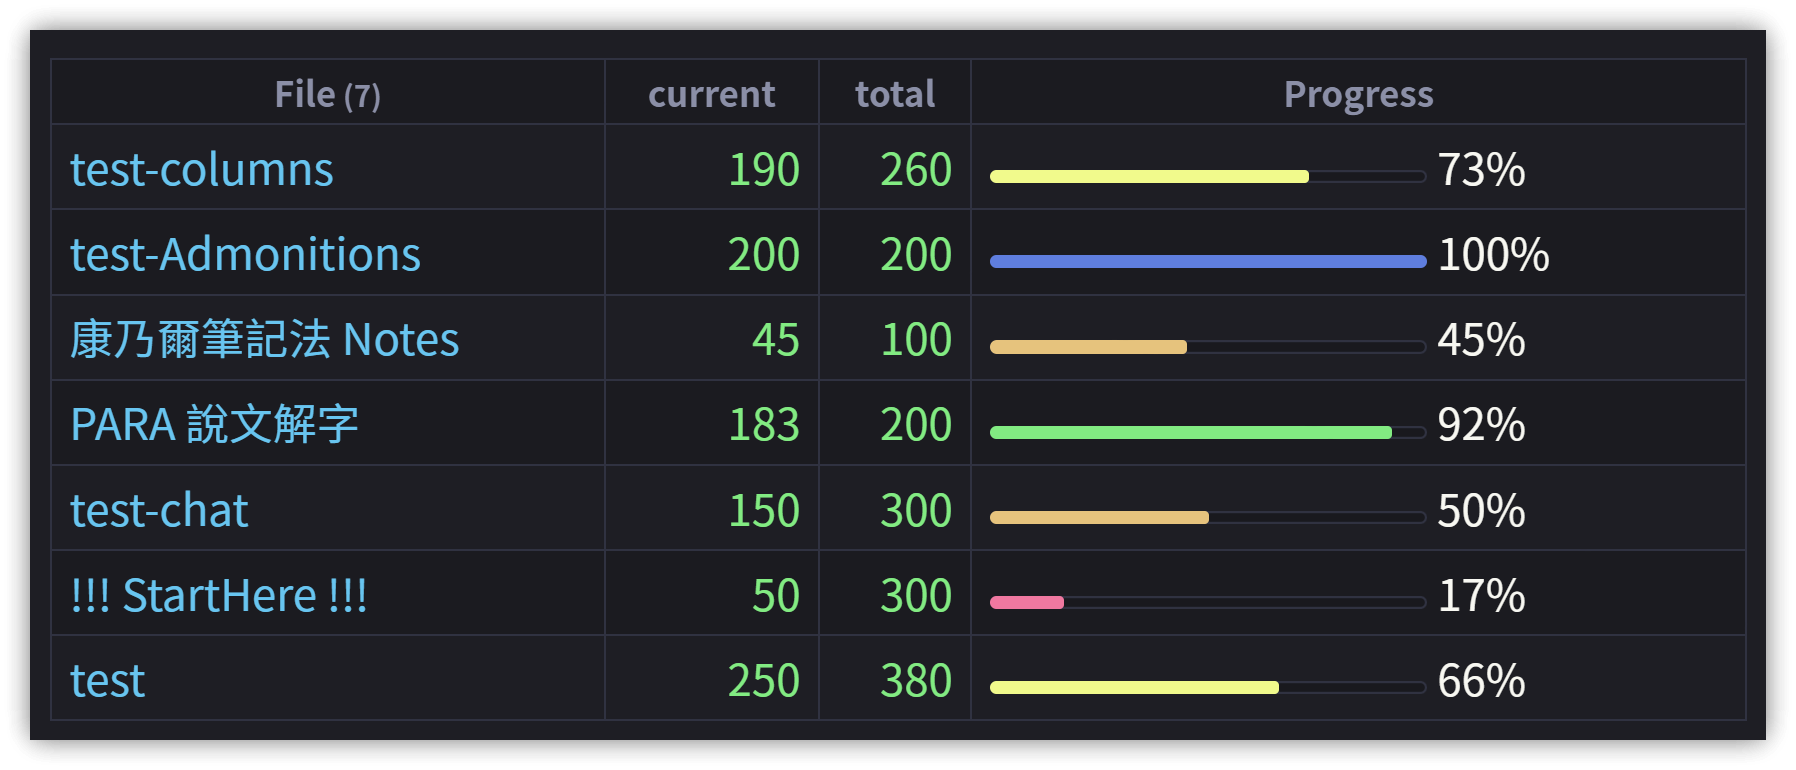 File (7) current total Progress
test-columns 190 260 73%
test-Admonitions 200 200 100%
康乃爾筆記法 Notes 45 100 45%
PARA 說文解字 183 200 92%
test-chat 150 300 50%
!!! StartHere !!! 50 300 17%
test 250 380 66%